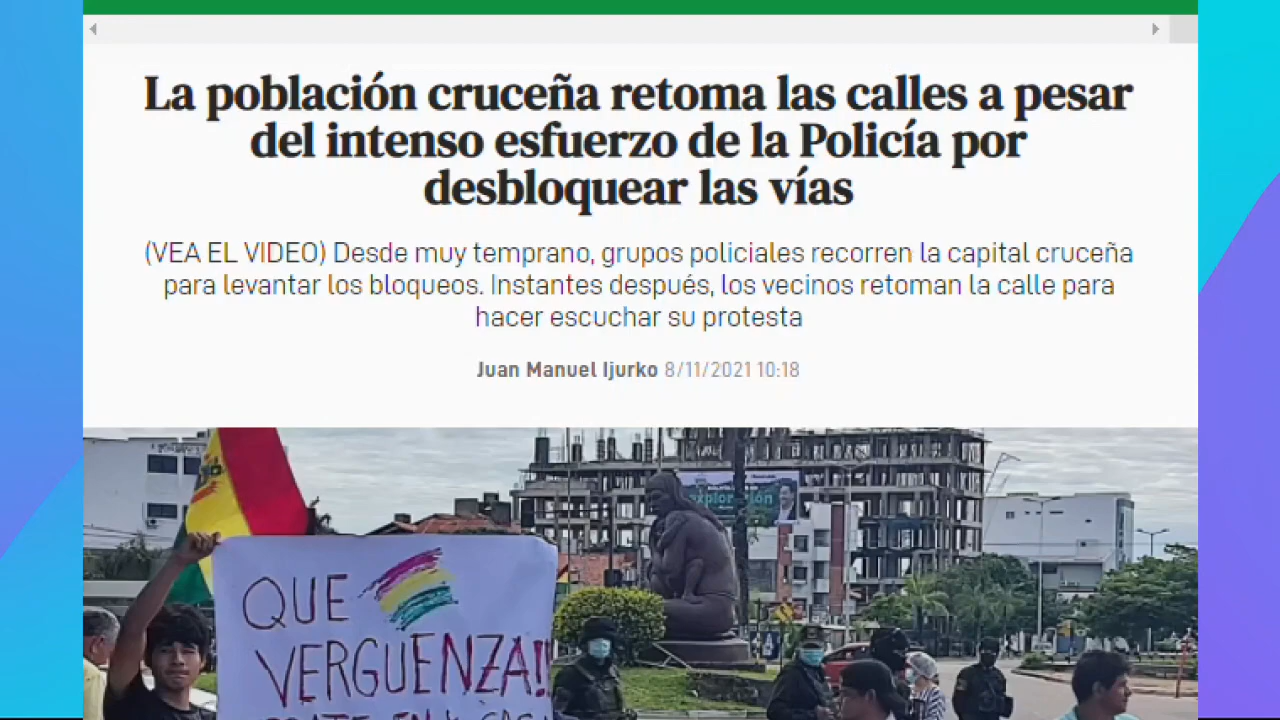 La población cruceña retoma las calles a pesar
del intenso esfuerzo de la Policía por
desbloquear las vías
(VEA EL VIDEO) Desde muy temprano, grupos policiales recorren la capital cruceña
para levantar los bloqueos. Instantes después, los vecinos retoman la calle para
hacer escuchar su protesta
Juan Manuel Ijurko 8/11/2021 10:18
exploración
QUE
VERGUENZA!!